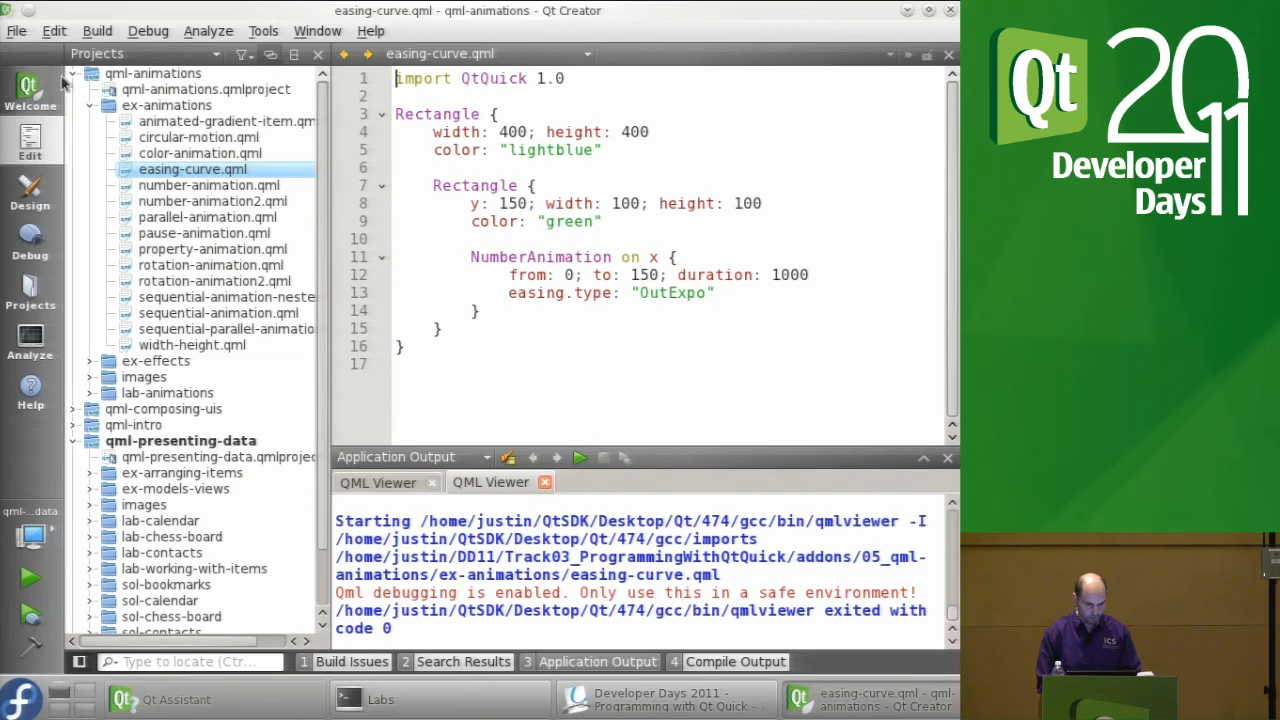 easing-curve.qml - qml-animations - Qt Creator
File Edit Build Debug Analyze Tools Window Help
Projects
easing-curve.qml
Welcome
Edit
Design
Debug
Projects
Analyze
Help
qml-...data
qml-animations
qml-animations.qmlproject
ex-animations
animated-gradient-item.qm
circular-motion.qml
color-animation.qml
easing-curve.qml
number-animation.qml
number-animation2.qml
parallel-animation.qml
pause-animation.qml
property-animation.qml
rotation-animation.qml
rotation-animation2.qml
sequential-animation-neste
sequential-animation.qml
sequential-parallel-animatio
width-height.qml
ex-effects
images
lab-animations
qml-composing-uis
qml-intro
qml-presenting-data
qml-presenting-data.qmlprojec
ex-arranging-items
ex-models-views
images
lab-calendar
lab-chess-board
lab-contacts
lab-working-with-items
sol-bookmarks
sol-calendar
sol-chess-board
sol-contacts
1 import QtQuick 1.0
2
3 Rectangle {
4 width: 400; height: 400
5 color: "lightblue"
6
7 Rectangle {
8 y: 150; width: 100; height: 100
9 color: "green"
10
11 NumberAnimation on x {
12 from: 0; to: 150; duration: 1000
13 easing.type: "OutExpo"
14 }
15 }
16 }
17
Application Output
QML Viewer QML Viewer
Starting /home/justin/QtSDK/Desktop/Qt/474/gcc/bin/qmlviewer -I
/home/justin/QtSDK/Desktop/Qt/474/gcc/imports
/home/justin/DD11/Track03_ProgrammingWithQtQuick/addons/05_qml-
animations/ex-animations/easing-curve.qml
Qml debugging is enabled. Only use this in a safe environment!
/home/justin/QtSDK/Desktop/Qt/474/gcc/bin/qmlviewer exited with
code 0
Type to locate (Ctr... 1 Build Issues 2 Search Results 3 Application Output 4 Compile Output
Qt Assistant
Labs
Developer Days 2011 -
Programming with Qt Quick –
easing-curve.qml - qml-
animations - Qt Creator
Qt 2011
Developer
Days
ICS